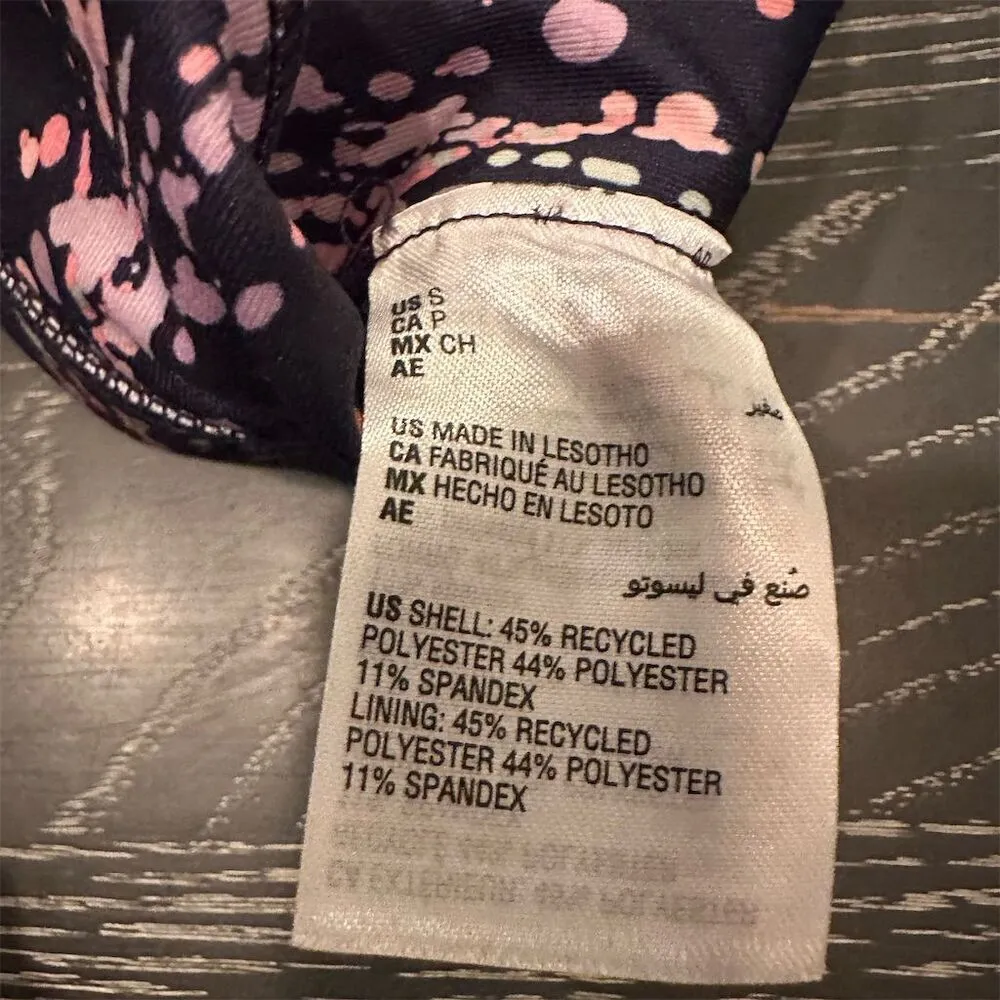 US S
CA P
MX CH
AE
صغير
US MADE IN LESOTHO
CA FABRIQUÉ AU LESOTHO
MX HECHO EN LESOTO
AE
صُنع في ليسوتو
US SHELL: 45% RECYCLED
POLYESTER 44% POLYESTER
11% SPANDEX
LINING: 45% RECYCLED
POLYESTER 44% POLYESTER
11% SPANDEX